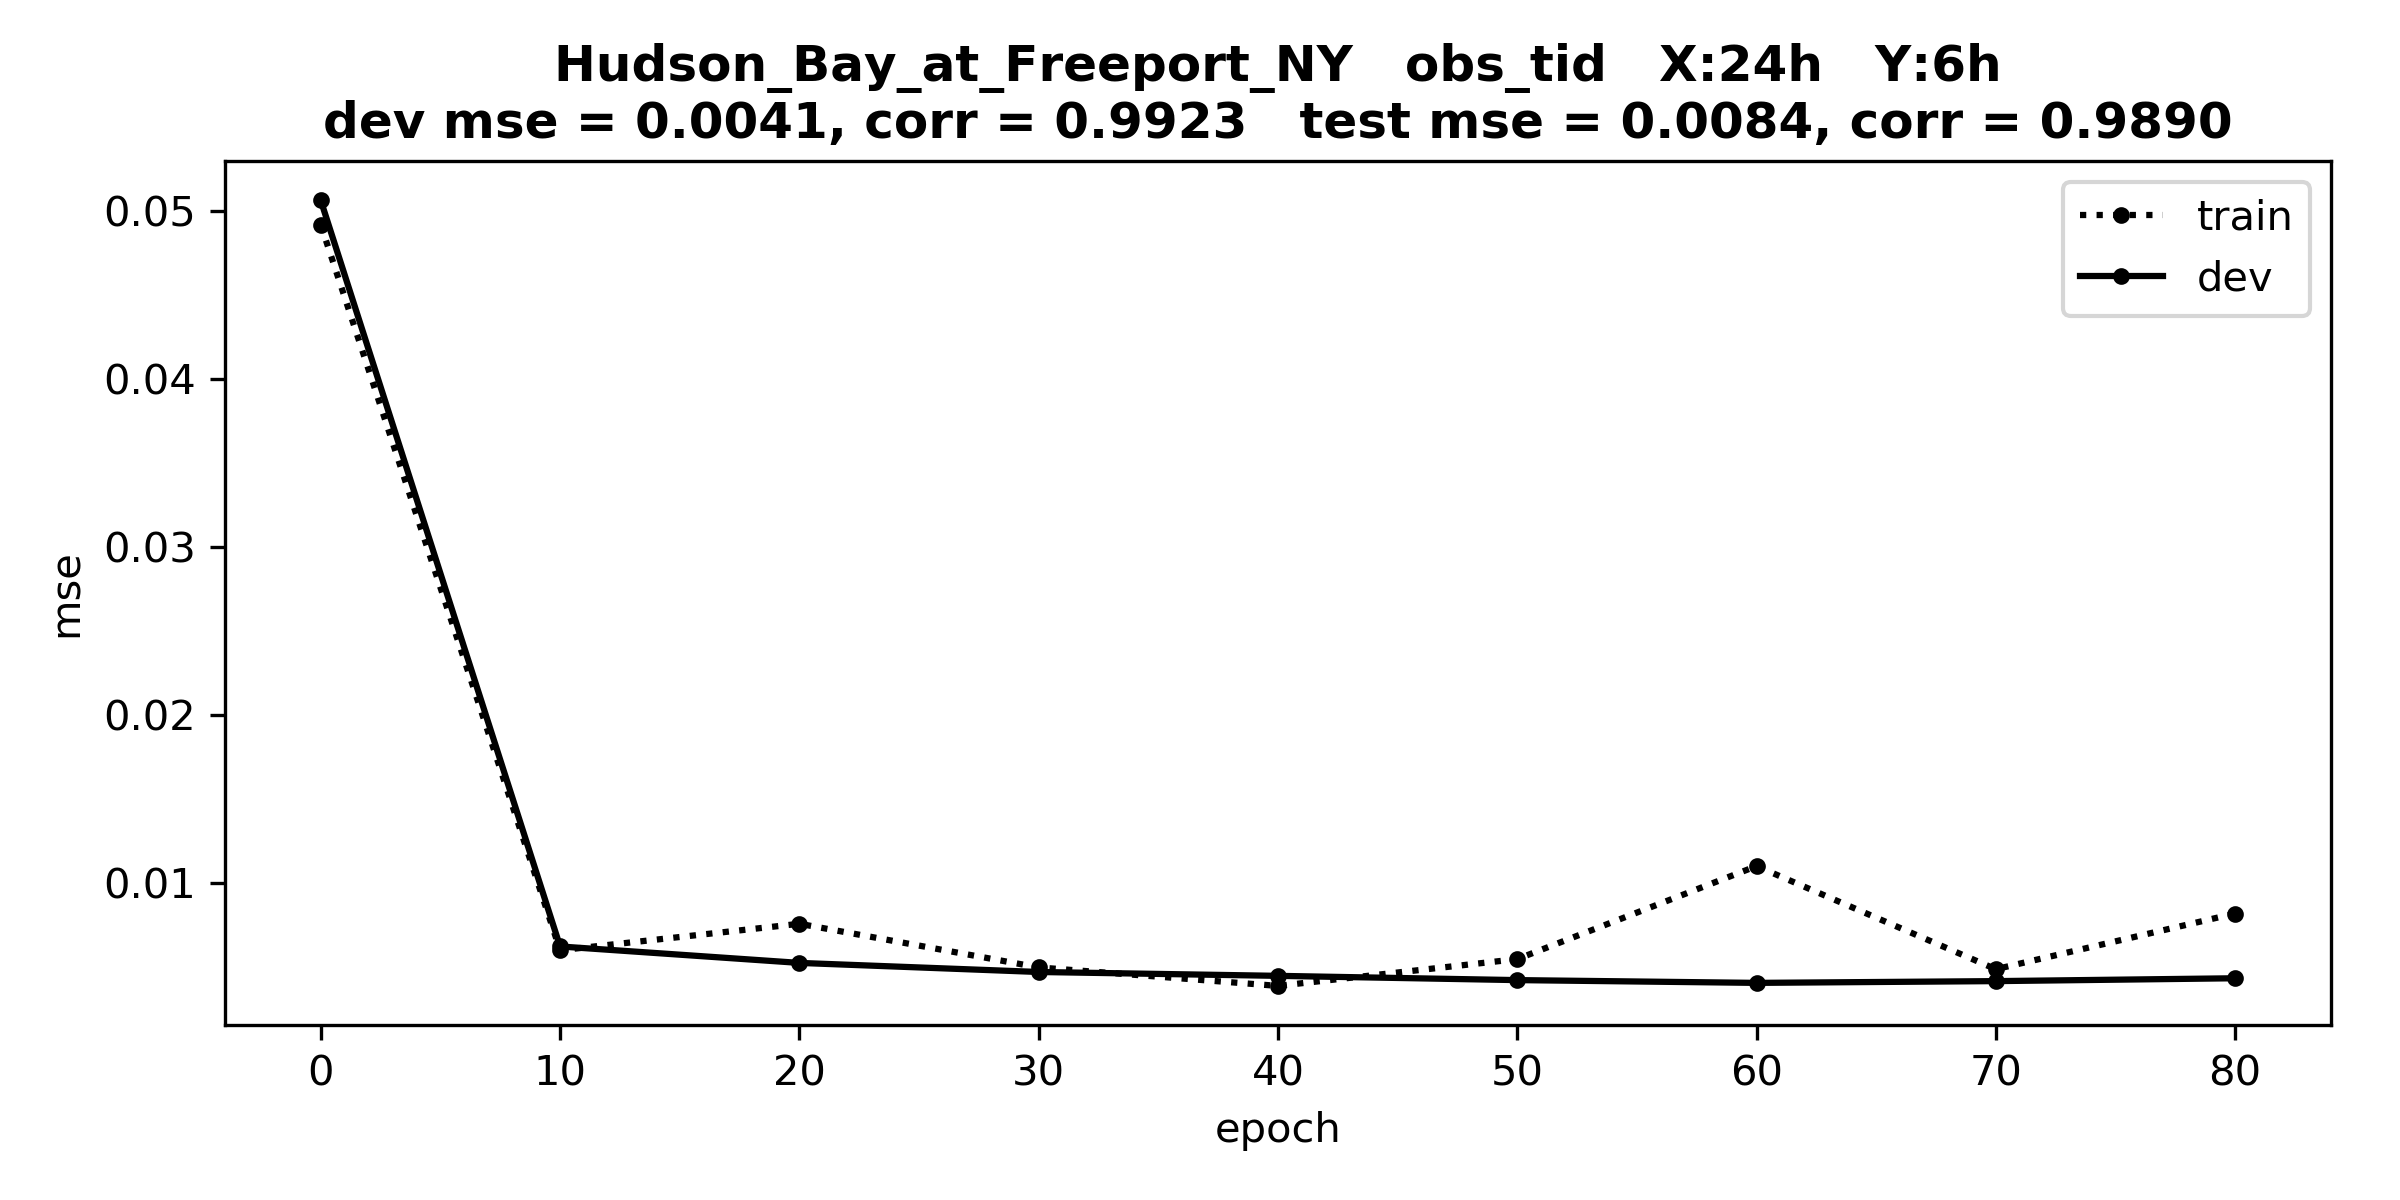 Hudson_Bay_at_Freeport_NY obs_tid X:24h Y:6h
dev mse = 0.0041, corr = 0.9923 test mse = 0.0084, corr = 0.9890
train
dev
0.05
0.04
0.03
0.02
0.01
mse
0 10 20 30 40 50 60 70 80
epoch